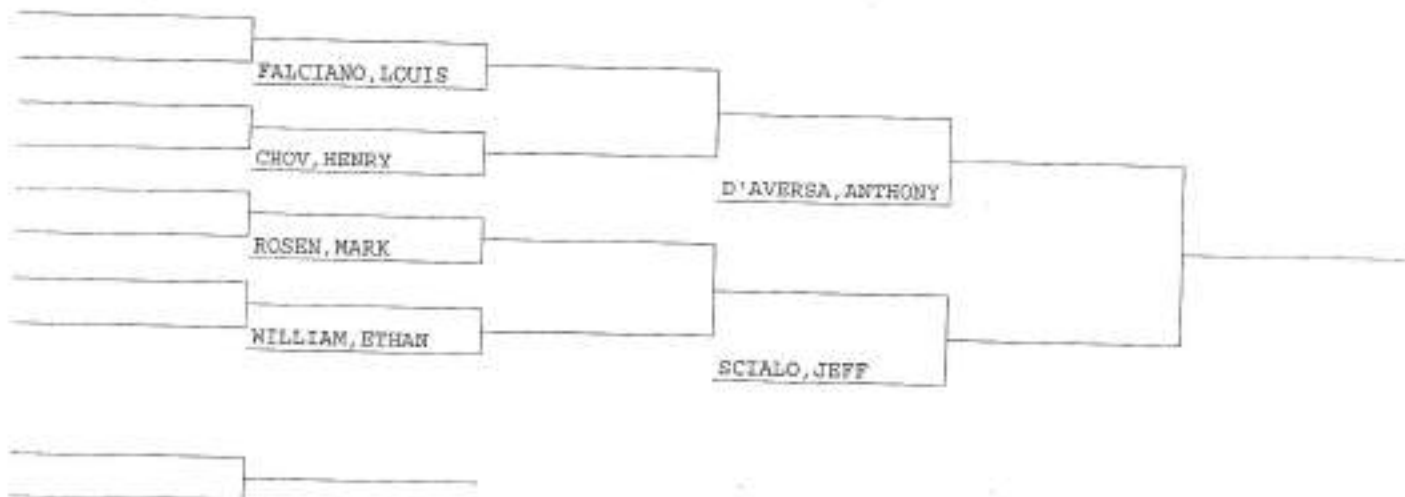 FALCIANO,LOUIS
CHOV,HENRY
D'AVERSA,ANTHONY
ROSEN,MARK
WILLIAM,ETHAN
SCIALO,JEFF